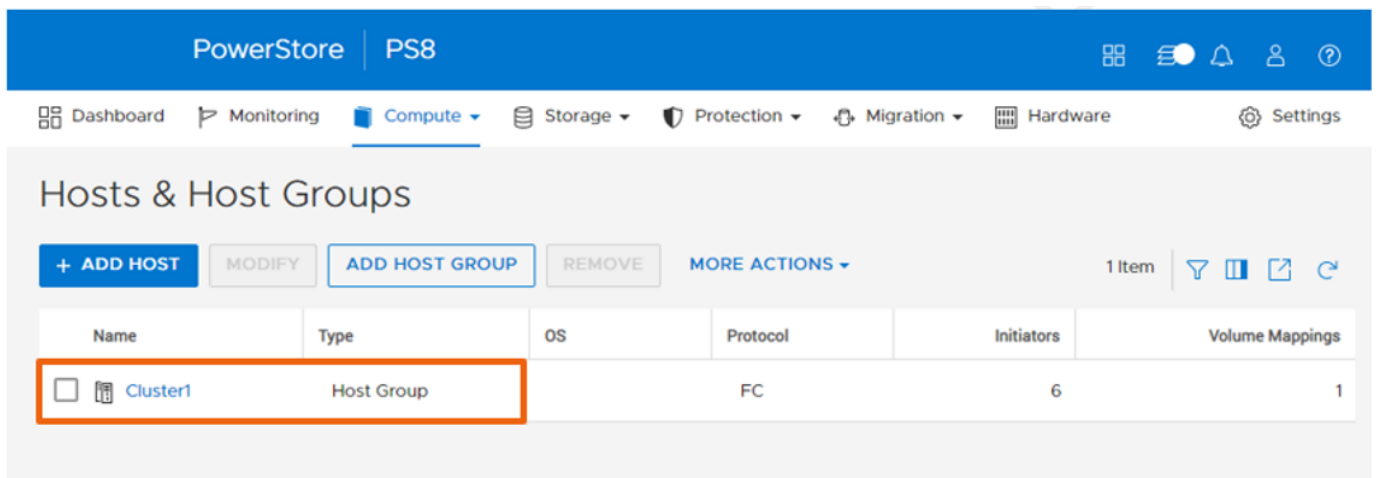 PowerStore PS8
Dashboard Monitoring Compute Storage Protection Migration Hardware Settings
Hosts & Host Groups
+ ADD HOST MODIFY ADD HOST GROUP REMOVE MORE ACTIONS 1 Item
Name Type OS Protocol Initiators Volume Mappings
Cluster1 Host Group FC 6 1